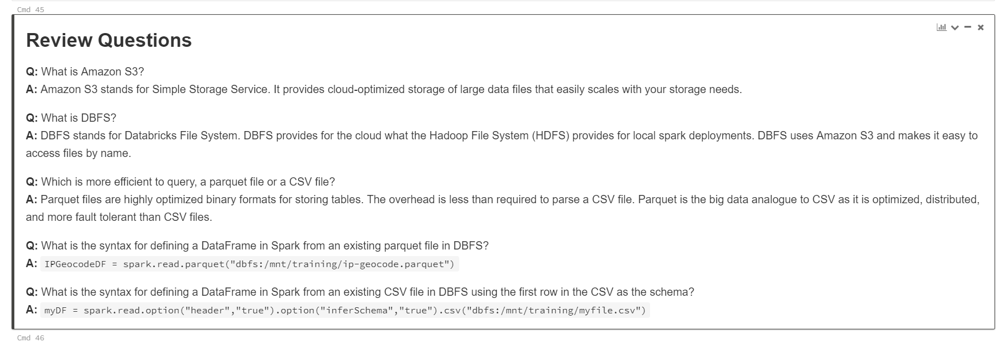 Cmd 45
Review Questions
Q: What is Amazon S3?
A: Amazon S3 stands for Simple Storage Service. It provides cloud-optimized storage of large data files that easily scales with your storage needs.
Q: What is DBFS?
A: DBFS stands for Databricks File System. DBFS provides for the cloud what the Hadoop File System (HDFS) provides for local spark deployments. DBFS uses Amazon S3 and makes it easy to
access files by name.
Q: Which is more efficient to query, a parquet file or a CSV file?
A: Parquet files are highly optimized binary formats for storing tables. The overhead is less than required to parse a CSV file. Parquet is the big data analogue to CSV as it is optimized, distributed,
and more fault tolerant than CSV files.
Q: What is the syntax for defining a DataFrame in Spark from an existing parquet file in DBFS?
A: IPGeocodeDF = spark.read.parquet("dbfs:/mnt/training/ip-geocode.parquet")
Q: What is the syntax for defining a DataFrame in Spark from an existing CSV file in DBFS using the first row in the CSV as the schema?
A: myDF = spark.read.option("header","true").option("inferSchema","true").csv("dbfs:/mnt/training/myfile.csv")
Cmd 46